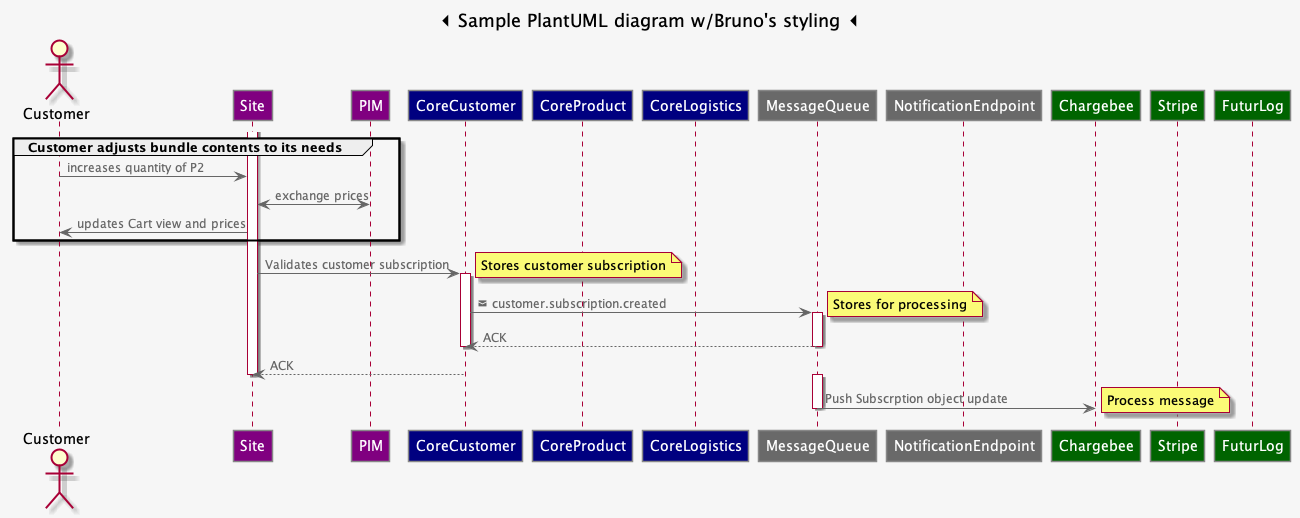 Sample PlantUML diagram w/Bruno's styling
Customer
Site
PIM
CoreCustomer
CoreProduct
CoreLogistics
MessageQueue
NotificationEndpoint
Chargebee
Stripe
FuturLog
Customer adjusts bundle contents to its needs
increases quantity of P2
exchange prices
updates Cart view and prices
Validates customer subscription
Stores customer subscription
customer.subscription.created
Stores for processing
ACK
ACK
Push Subscrption object update
Process message
Customer
Site
PIM
CoreCustomer
CoreProduct
CoreLogistics
MessageQueue
NotificationEndpoint
Chargebee
Stripe
FuturLog